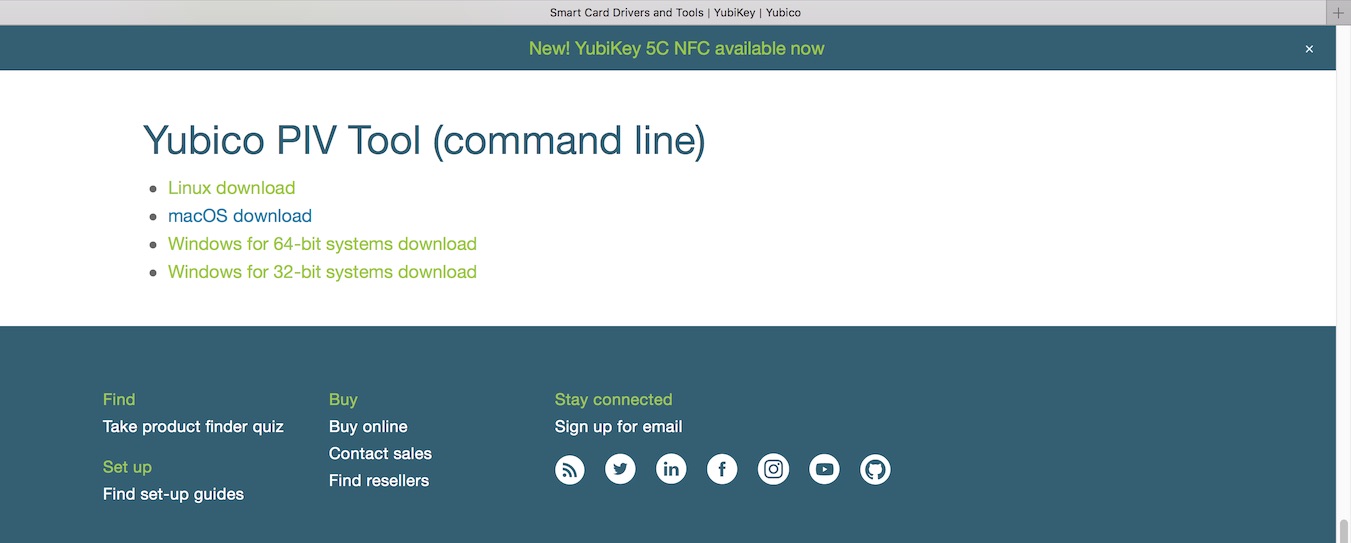 Smart Card Drivers and Tools | YubiKey | Yubico
New! YubiKey 5C NFC available now
Yubico PIV Tool (command line)
Linux download
macOS download
Windows for 64-bit systems download
Windows for 32-bit systems download
Find
Take product finder quiz
Set up
Find set-up guides
Buy
Buy online
Contact sales
Find resellers
Stay connected
Sign up for email